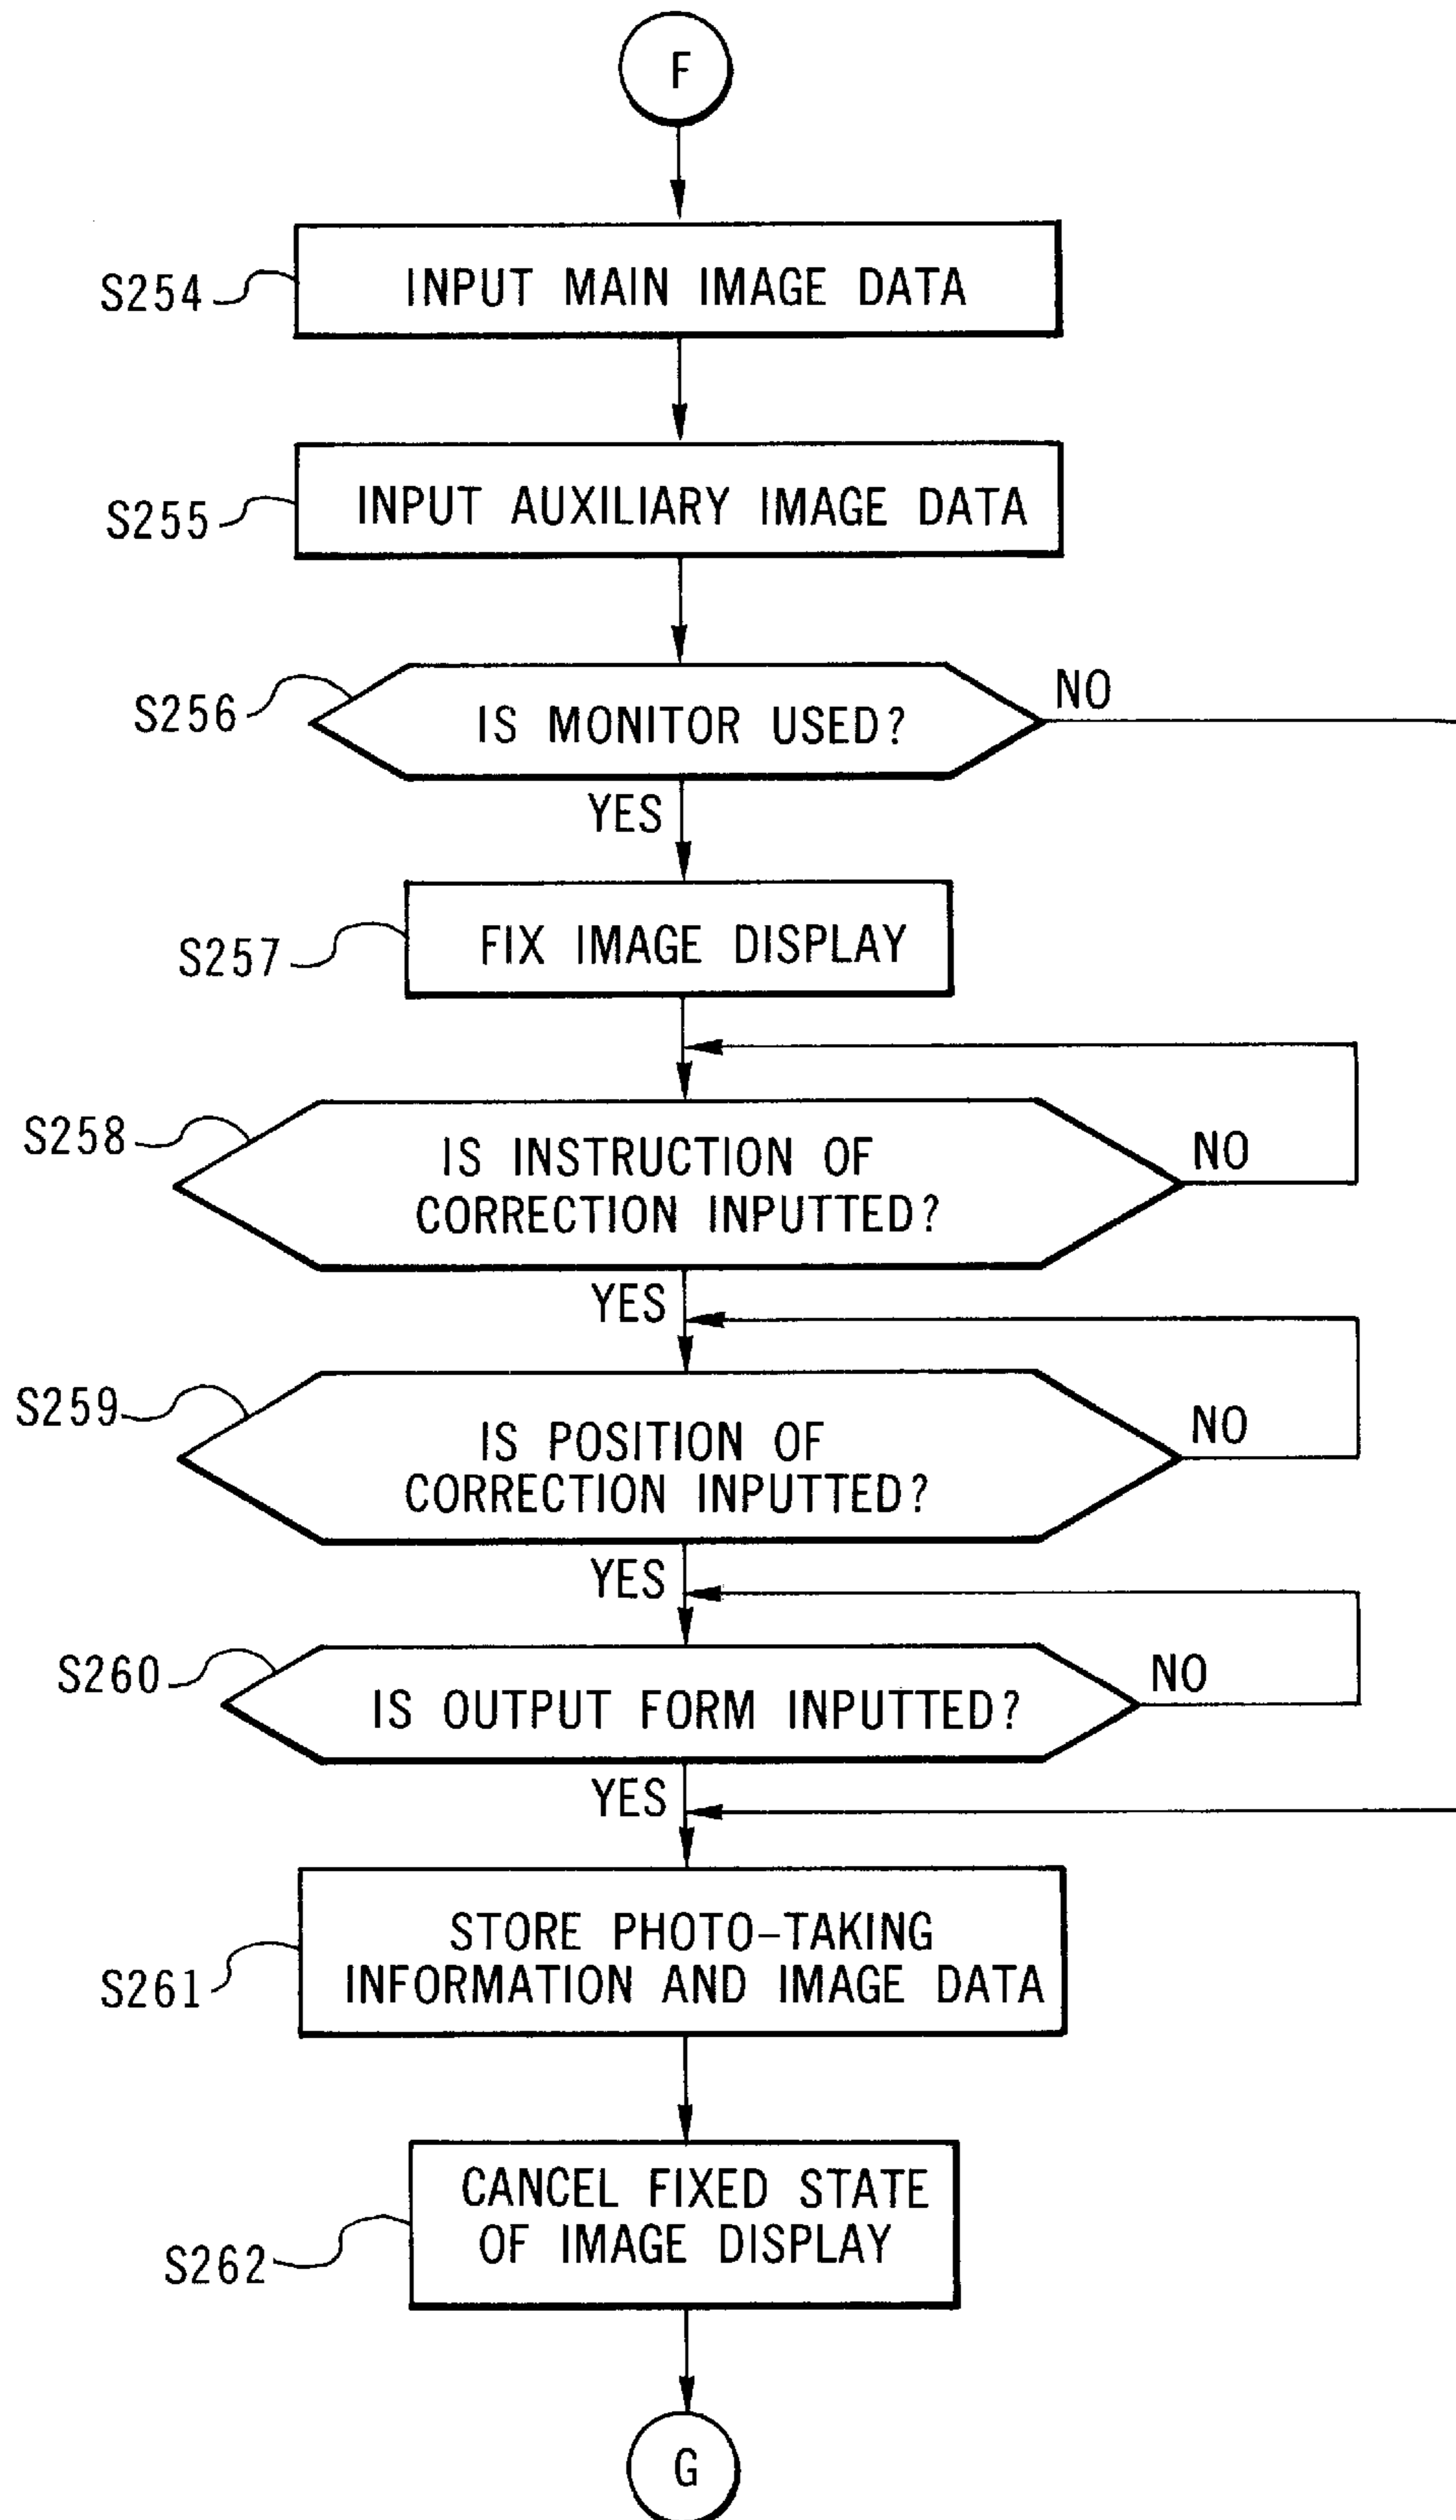 F
S254
INPUT MAIN IMAGE DATA
S255
INPUT AUXILIARY IMAGE DATA
S256
IS MONITOR USED?
NO
YES
S257
FIX IMAGE DISPLAY
S258
IS INSTRUCTION OF
CORRECTION INPUTTED?
NO
YES
S259
IS POSITION OF
CORRECTION INPUTTED?
NO
YES
S260
IS OUTPUT FORM INPUTTED?
NO
YES
S261
STORE PHOTO-TAKING
INFORMATION AND IMAGE DATA
S262
CANCEL FIXED STATE
OF IMAGE DISPLAY
G